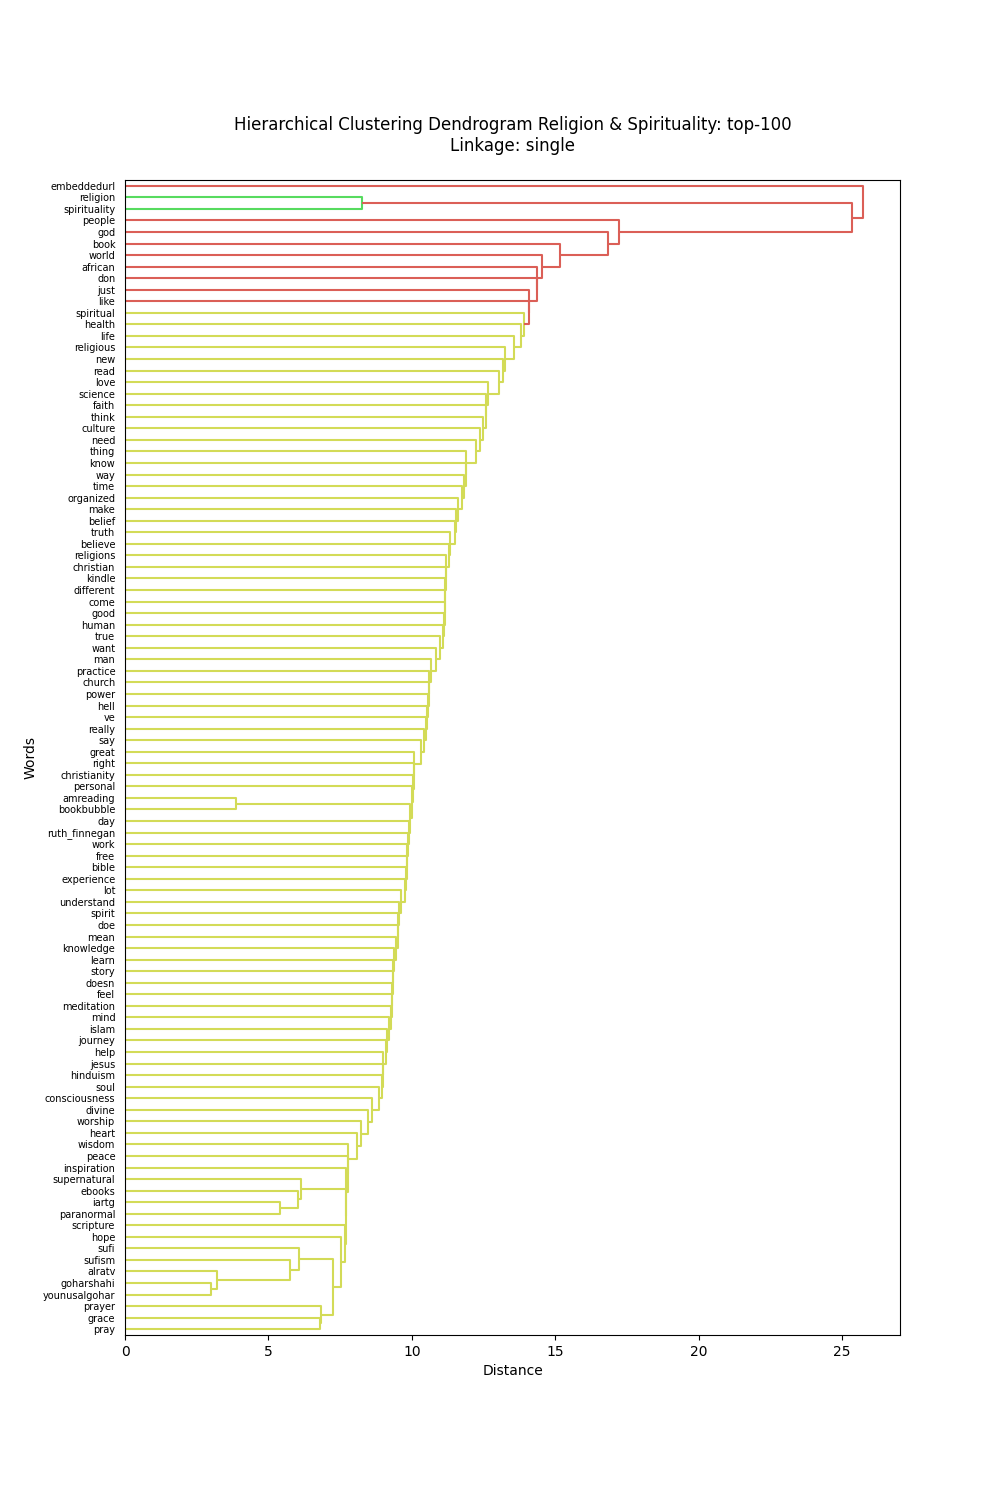 Hierarchical Clustering Dendrogram Religion & Spirituality: top-100
Linkage: single
embeddedurl
religion
spirituality
people
god
book
world
african
don
just
like
spiritual
health
life
religious
new
read
love
science
faith
think
culture
need
thing
know
way
time
organized
make
belief
truth
believe
religions
christian
kindle
different
come
good
human
true
want
man
practice
church
power
hell
ve
really
say
great
right
christianity
personal
amreading
bookbubble
day
ruth_finnegan
work
free
bible
experience
lot
understand
spirit
doe
mean
knowledge
learn
story
doesn
feel
meditation
mind
islam
journey
help
jesus
hinduism
soul
consciousness
divine
worship
heart
wisdom
peace
inspiration
supernatural
ebooks
iartg
paranormal
scripture
hope
sufi
sufism
alratv
goharshahi
younusalgohar
prayer
grace
pray
Words
0 5 10 15 20 25
Distance